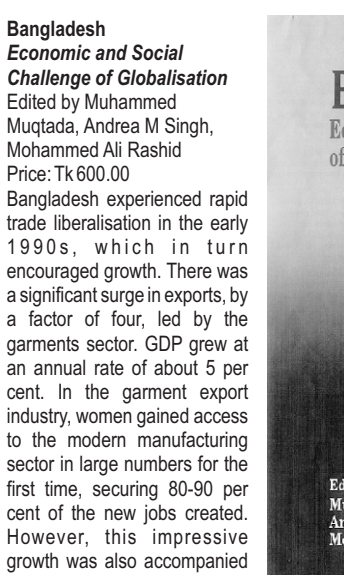 Bangladesh
Economic and Social
Challenge of Globalisation
Edited by Muhammed
Muqtada, Andrea M Singh,
Mohammed Ali Rashid
Price: Tk 600.00
Bangladesh experienced rapid
trade liberalisation in the early
1990s, which in turn
encouraged growth. There was
a significant surge in exports, by
a factor of four, led by the
garments sector. GDP grew at
an annual rate of about 5 per
cent. In the garment export
industry, women gained access
to the modern manufacturing
sector in large numbers for the
first time, securing 80-90 per
cent of the new jobs created.
However, this impressive
growth was also accompanied